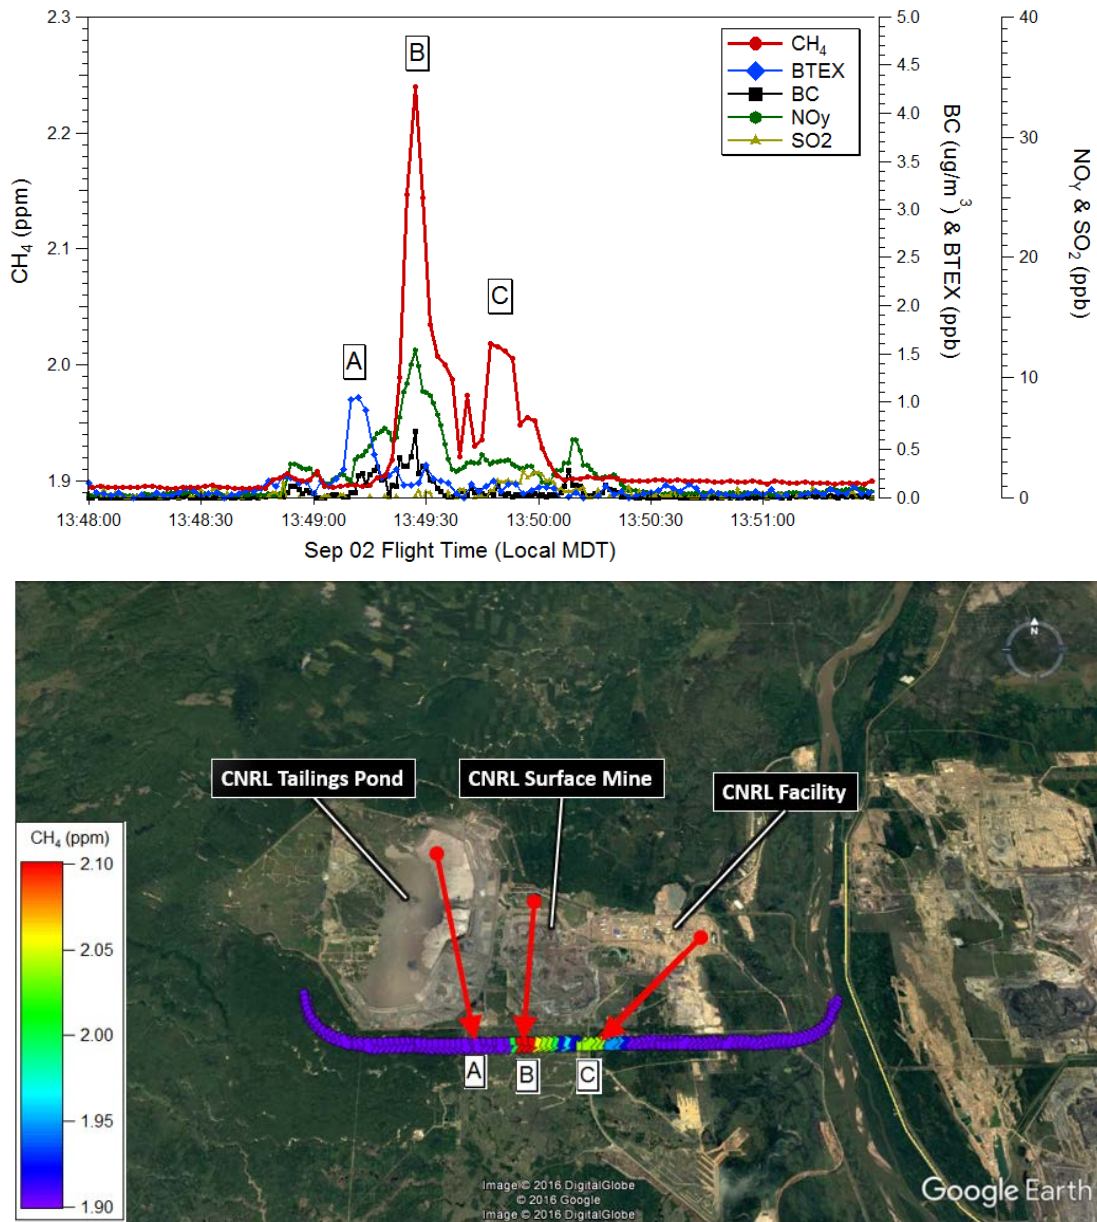 2.3
2.2
2.1
2.0
1.9
CH4 (ppm)
A
B
C
CH4
BTEX
BC
NOy
SO2
5.0
4.5
4.0
3.5
3.0
2.5
2.0
1.5
1.0
0.5
0.0
BC (ug/m3) & BTEX (ppb)
40
30
20
10
0
NOY & SO2 (ppb)
13:48:00 13:48:30 13:49:00 13:49:30 13:50:00 13:50:30 13:51:00
Sep 02 Flight Time (Local MDT)
N
CNRL Tailings Pond
CNRL Surface Mine
CNRL Facility
CH4 (ppm)
2.10
2.05
2.00
1.95
1.90
A
B
C
Image © 2016 DigitalGlobe
© 2016 Google
Image © 2016 DigitalGlobe
Google Earth